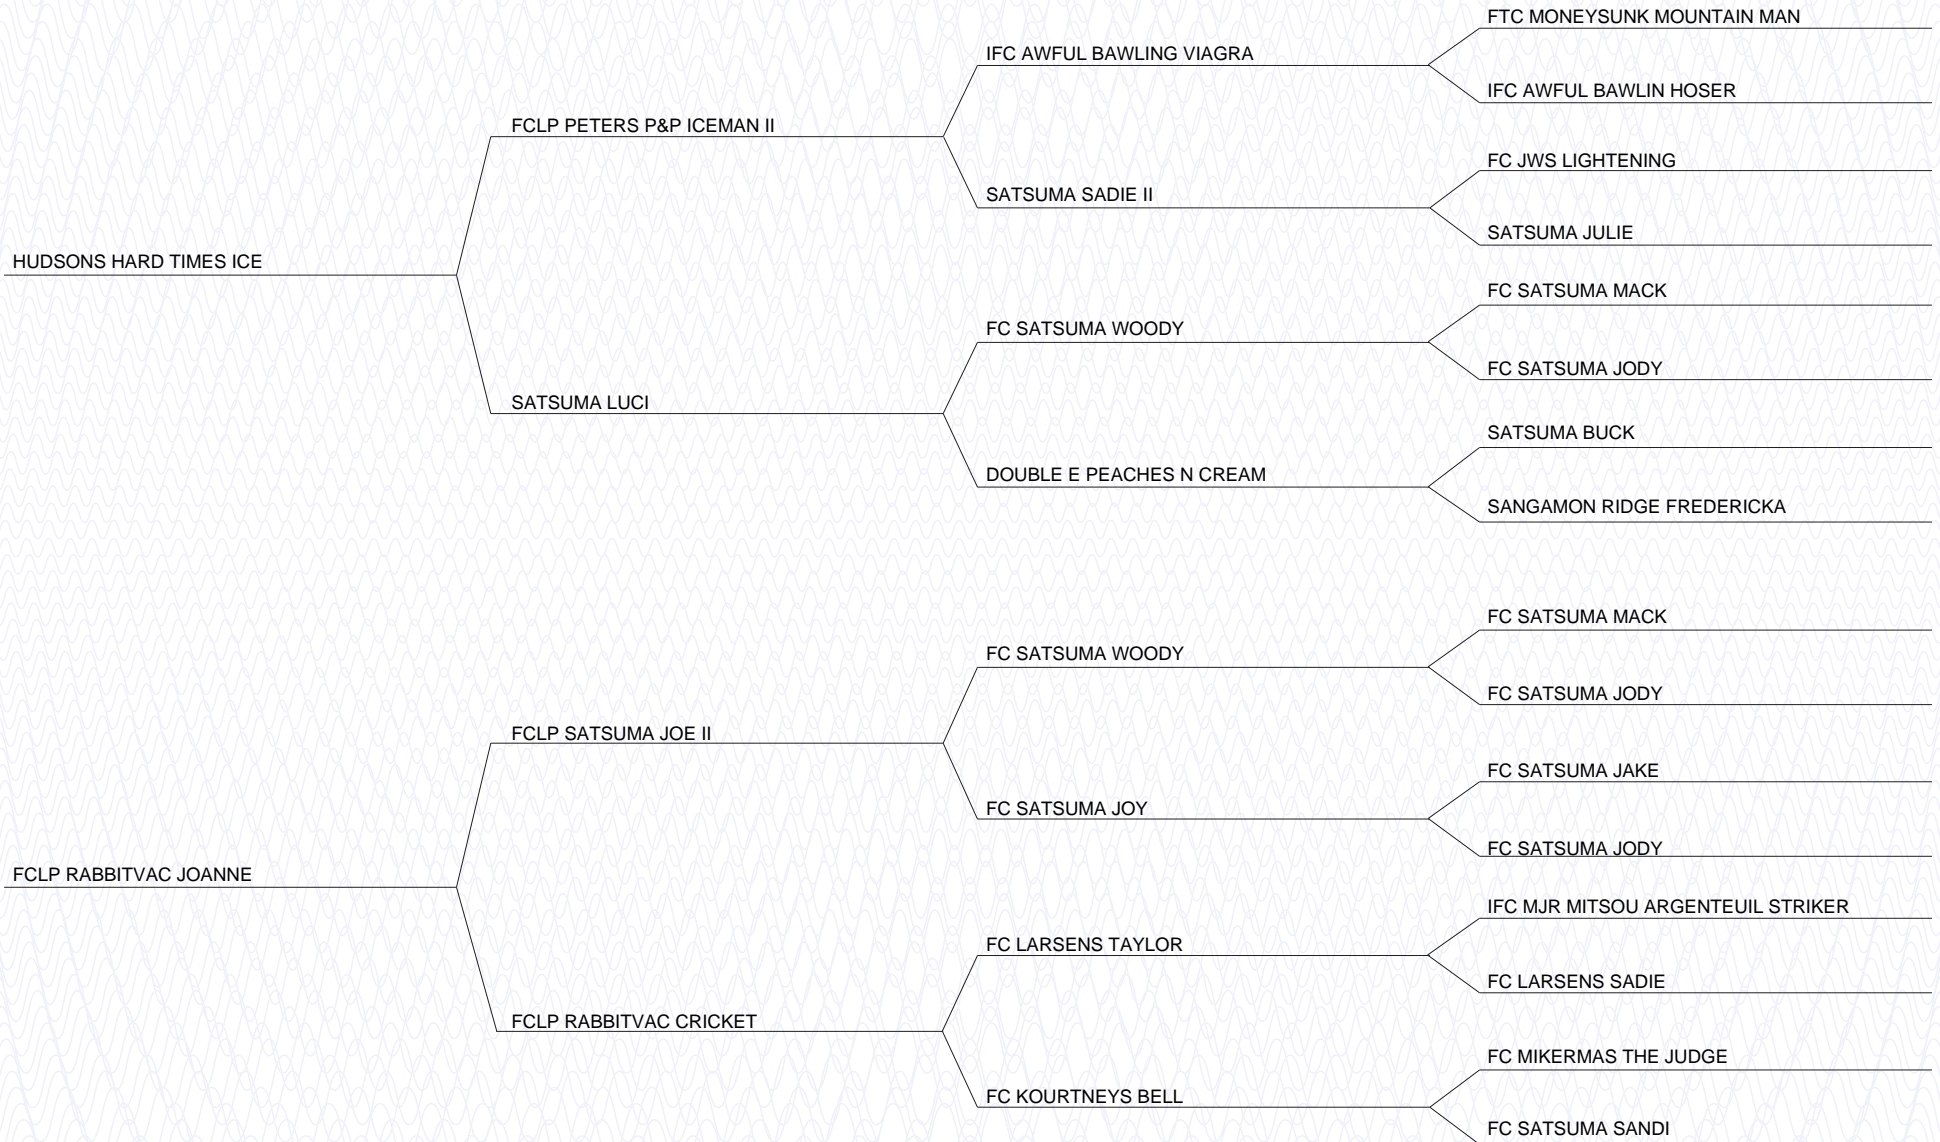 FTC MONEYSUNK MOUNTAIN MAN
IFC AWFUL BAWLING VIAGRA
IFC AWFUL BAWLIN HOSER
FCLP PETERS P&P ICEMAN II
FC JWS LIGHTENING
SATSUMA SADIE II
SATSUMA JULIE
HUDSONS HARD TIMES ICE
FC SATSUMA MACK
FC SATSUMA WOODY
FC SATSUMA JODY
SATSUMA LUCI
SATSUMA BUCK
DOUBLE E PEACHES N CREAM
SANGAMON RIDGE FREDERICKA
FC SATSUMA MACK
FC SATSUMA WOODY
FC SATSUMA JODY
FCLP SATSUMA JOE II
FC SATSUMA JAKE
FC SATSUMA JOY
FC SATSUMA JODY
FCLP RABBITVAC JOANNE
IFC MJR MITSOU ARGENTEUIL STRIKER
FC LARSENS TAYLOR
FC LARSENS SADIE
FCLP RABBITVAC CRICKET
FC MIKERMAS THE JUDGE
FC KOURTNEYS BELL
FC SATSUMA SANDI